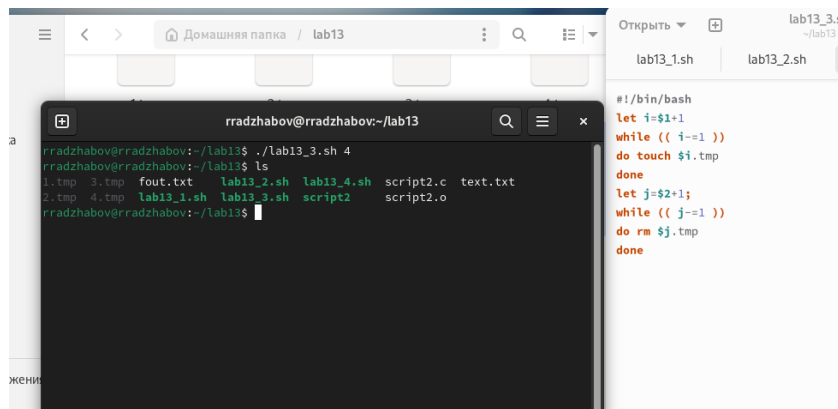 Домашняя папка / lab13
Открыть
lab13_3.s
~/lab13
lab13_1.sh lab13_2.sh
rradzhabov@rradzhabov:~/lab13
rradzhabov@rradzhabov:~/lab13$ ./lab13_3.sh 4
rradzhabov@rradzhabov:~/lab13$ ls
1.tmp 3.tmp fout.txt lab13_2.sh lab13_4.sh script2.c text.txt
2.tmp 4.tmp lab13_1.sh lab13_3.sh script2 script2.o
rradzhabov@rradzhabov:~/lab13$
#!/bin/bash
let i=$1+1
while (( i-=1 ))
do touch $i.tmp
done
let j=$2+1;
while (( j-=1 ))
do rm $j.tmp
done
жения